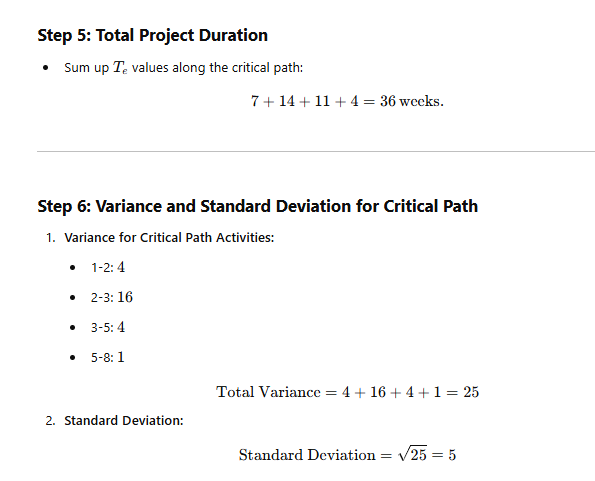 Step 5: Total Project Duration
• Sum up Tₑ values along the critical path:
7 + 14 + 11 + 4 = 36 weeks.
Step 6: Variance and Standard Deviation for Critical Path
1. Variance for Critical Path Activities:
• 1-2: 4
• 2-3: 16
• 3-5: 4
• 5-8: 1
Total Variance = 4 + 16 + 4 + 1 = 25
2. Standard Deviation:
Standard Deviation = √25 = 5